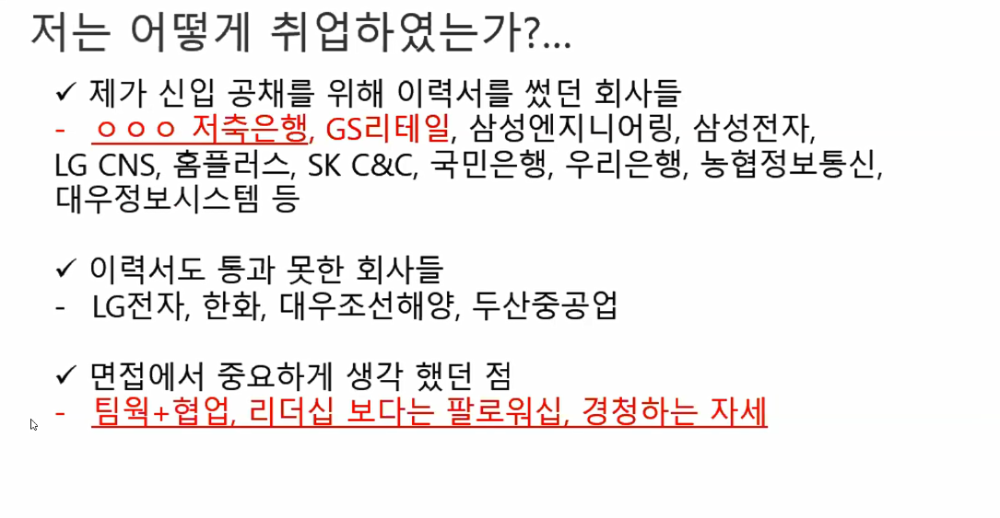 저는 어떻게 취업하였는가?...
✓ 제가 신입 공채를 위해 이력서를 썼던 회사들
- ㅇㅇㅇ 저축은행, GS리테일, 삼성엔지니어링, 삼성전자,
LG CNS, 홈플러스, SK C&C, 국민은행, 우리은행, 농협정보통신,
대우정보시스템 등
✓ 이력서도 통과 못한 회사들
- LG전자, 한화, 대우조선해양, 두산중공업
✓ 면접에서 중요하게 생각 했던 점
- 팀웍+협업, 리더십 보다는 팔로워십, 경청하는 자세